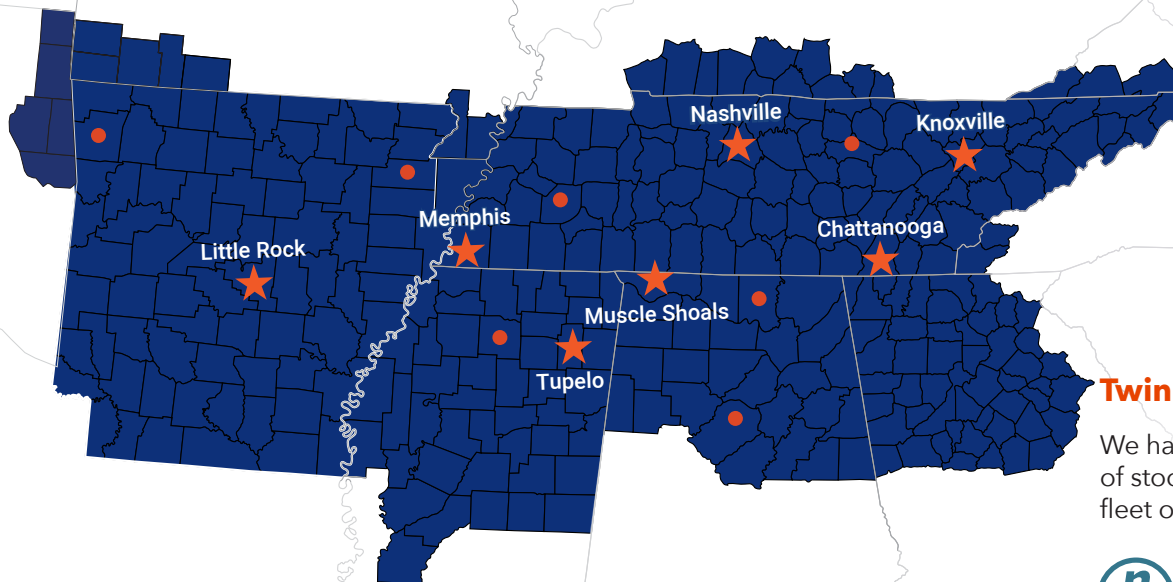 Nashville
Knoxville
Memphis
Chattanooga
Little Rock
Muscle Shoals
Tupelo
Twin
We ha
of stoc
fleet o
n